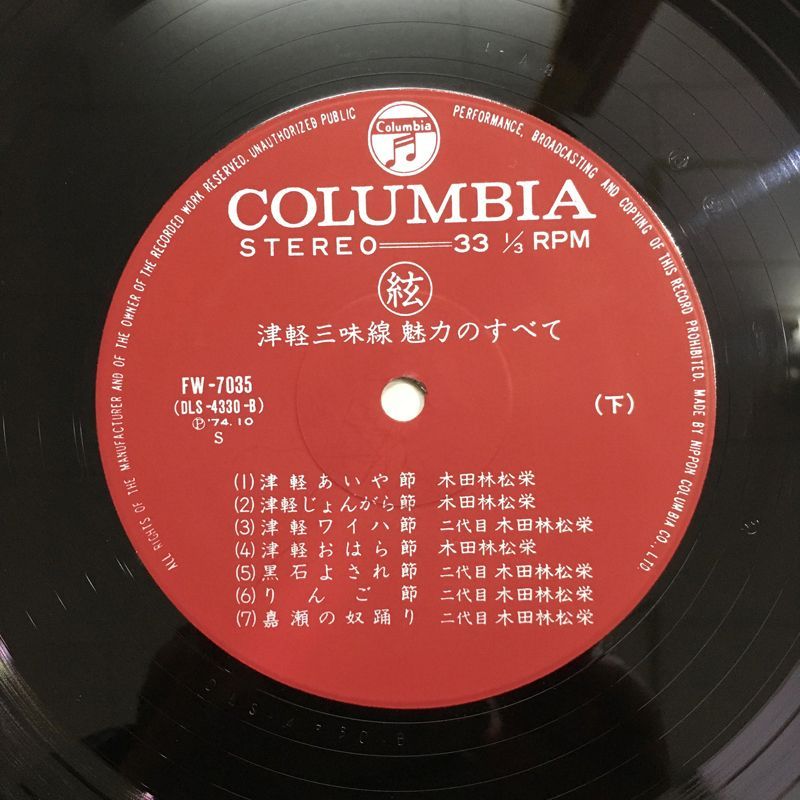 Columbia
ALL RIGHTS OF THE MANUFACTURER AND OF THE OWNER OF THE RECORDED WORK RESERVED. UNAUTHORIZED PUBLIC PERFORMANCE, BROADCASTING AND COPYING OF THIS RECORD PROHIBITED. MADE BY NIPPON COLUMBIA CO., LTD.
COLUMBIA
STEREO 33 1/3 RPM
絃
津軽三味線 魅力のすべて
FW-7035
(DLS-4330-B)
Ⓟ'74.10
S
(下)
(1) 津軽あいや節 木田林松栄
(2) 津軽じょんがら節 木田林松栄
(3) 津軽ワイハ節 二代目 木田林松栄
(4) 津軽おはら節 木田林松栄
(5) 黒石よされ節 二代目 木田林松栄
(6) りんご節 二代目 木田林松栄
(7) 嘉瀬の奴踊り 二代目 木田林松栄